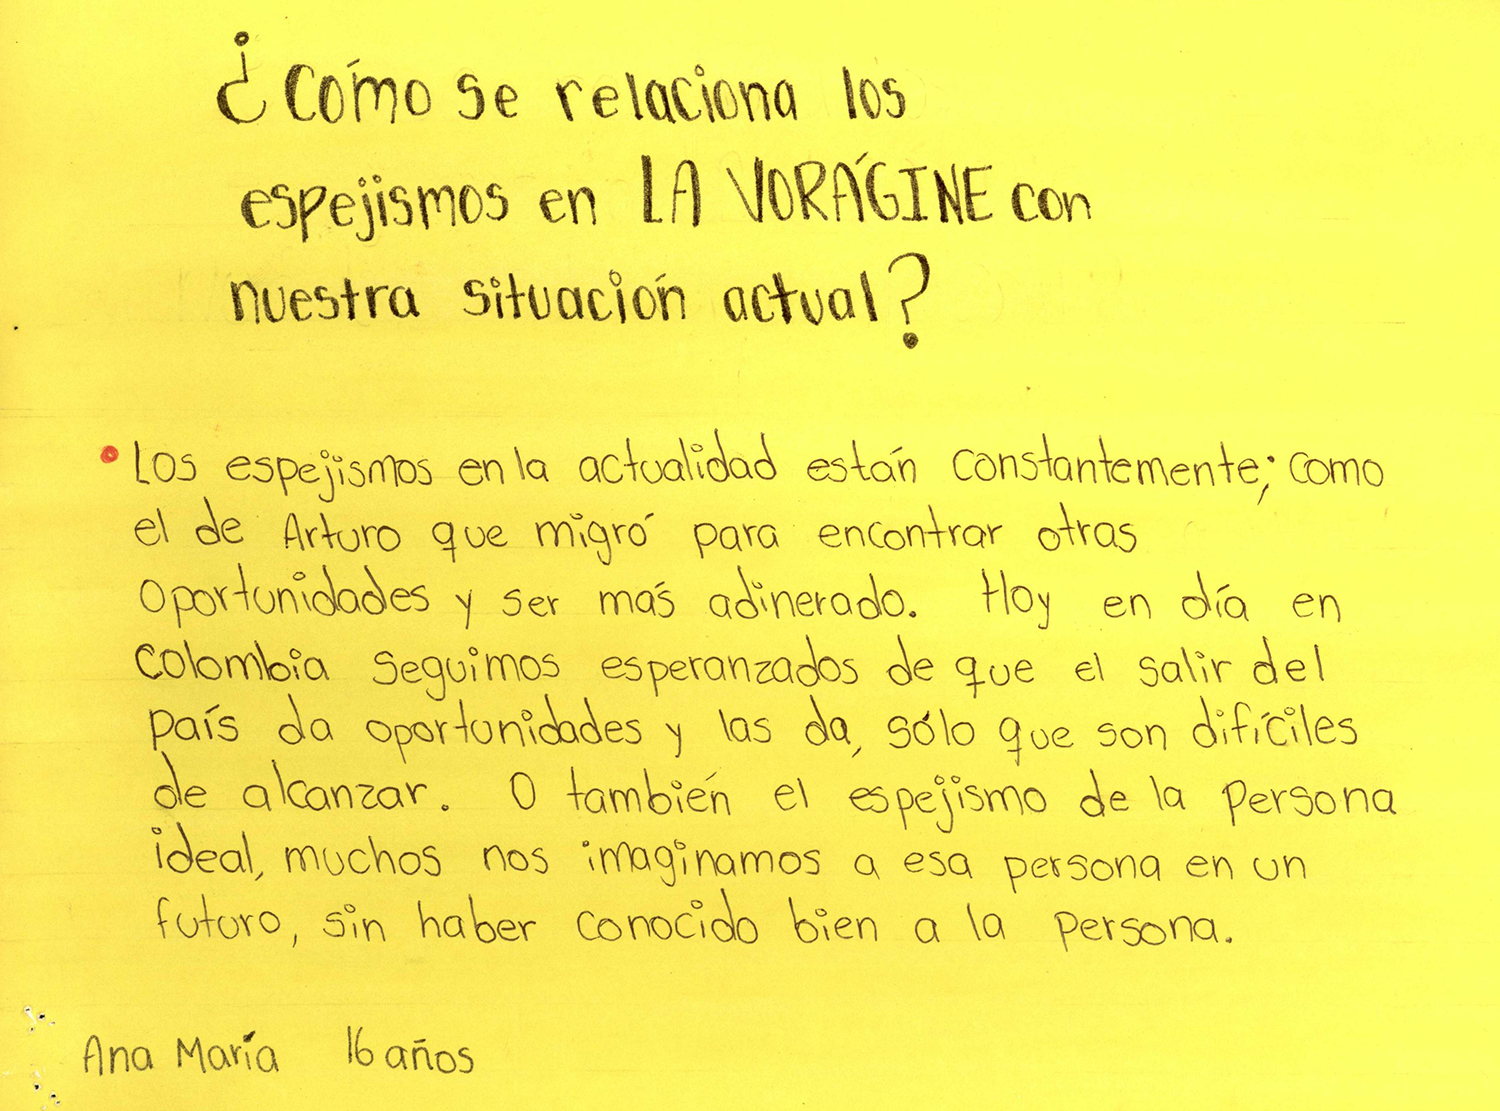 ¿Cómo se relaciona los
espejismos en LA VORÁGINE con
nuestra situación actual?
• Los espejismos en la actualidad están constantemente; como
el de Arturo que migró para encontrar otras
oportunidades y ser más adinerado. Hoy en día en
Colombia seguimos esperanzados de que el salir del
país da oportunidades y las da, sólo que son difíciles
de alcanzar. O también el espejismo de la persona
ideal, muchos nos imaginamos a esa persona en un
futuro, sin haber conocido bien a la persona.
Ana María 16 años